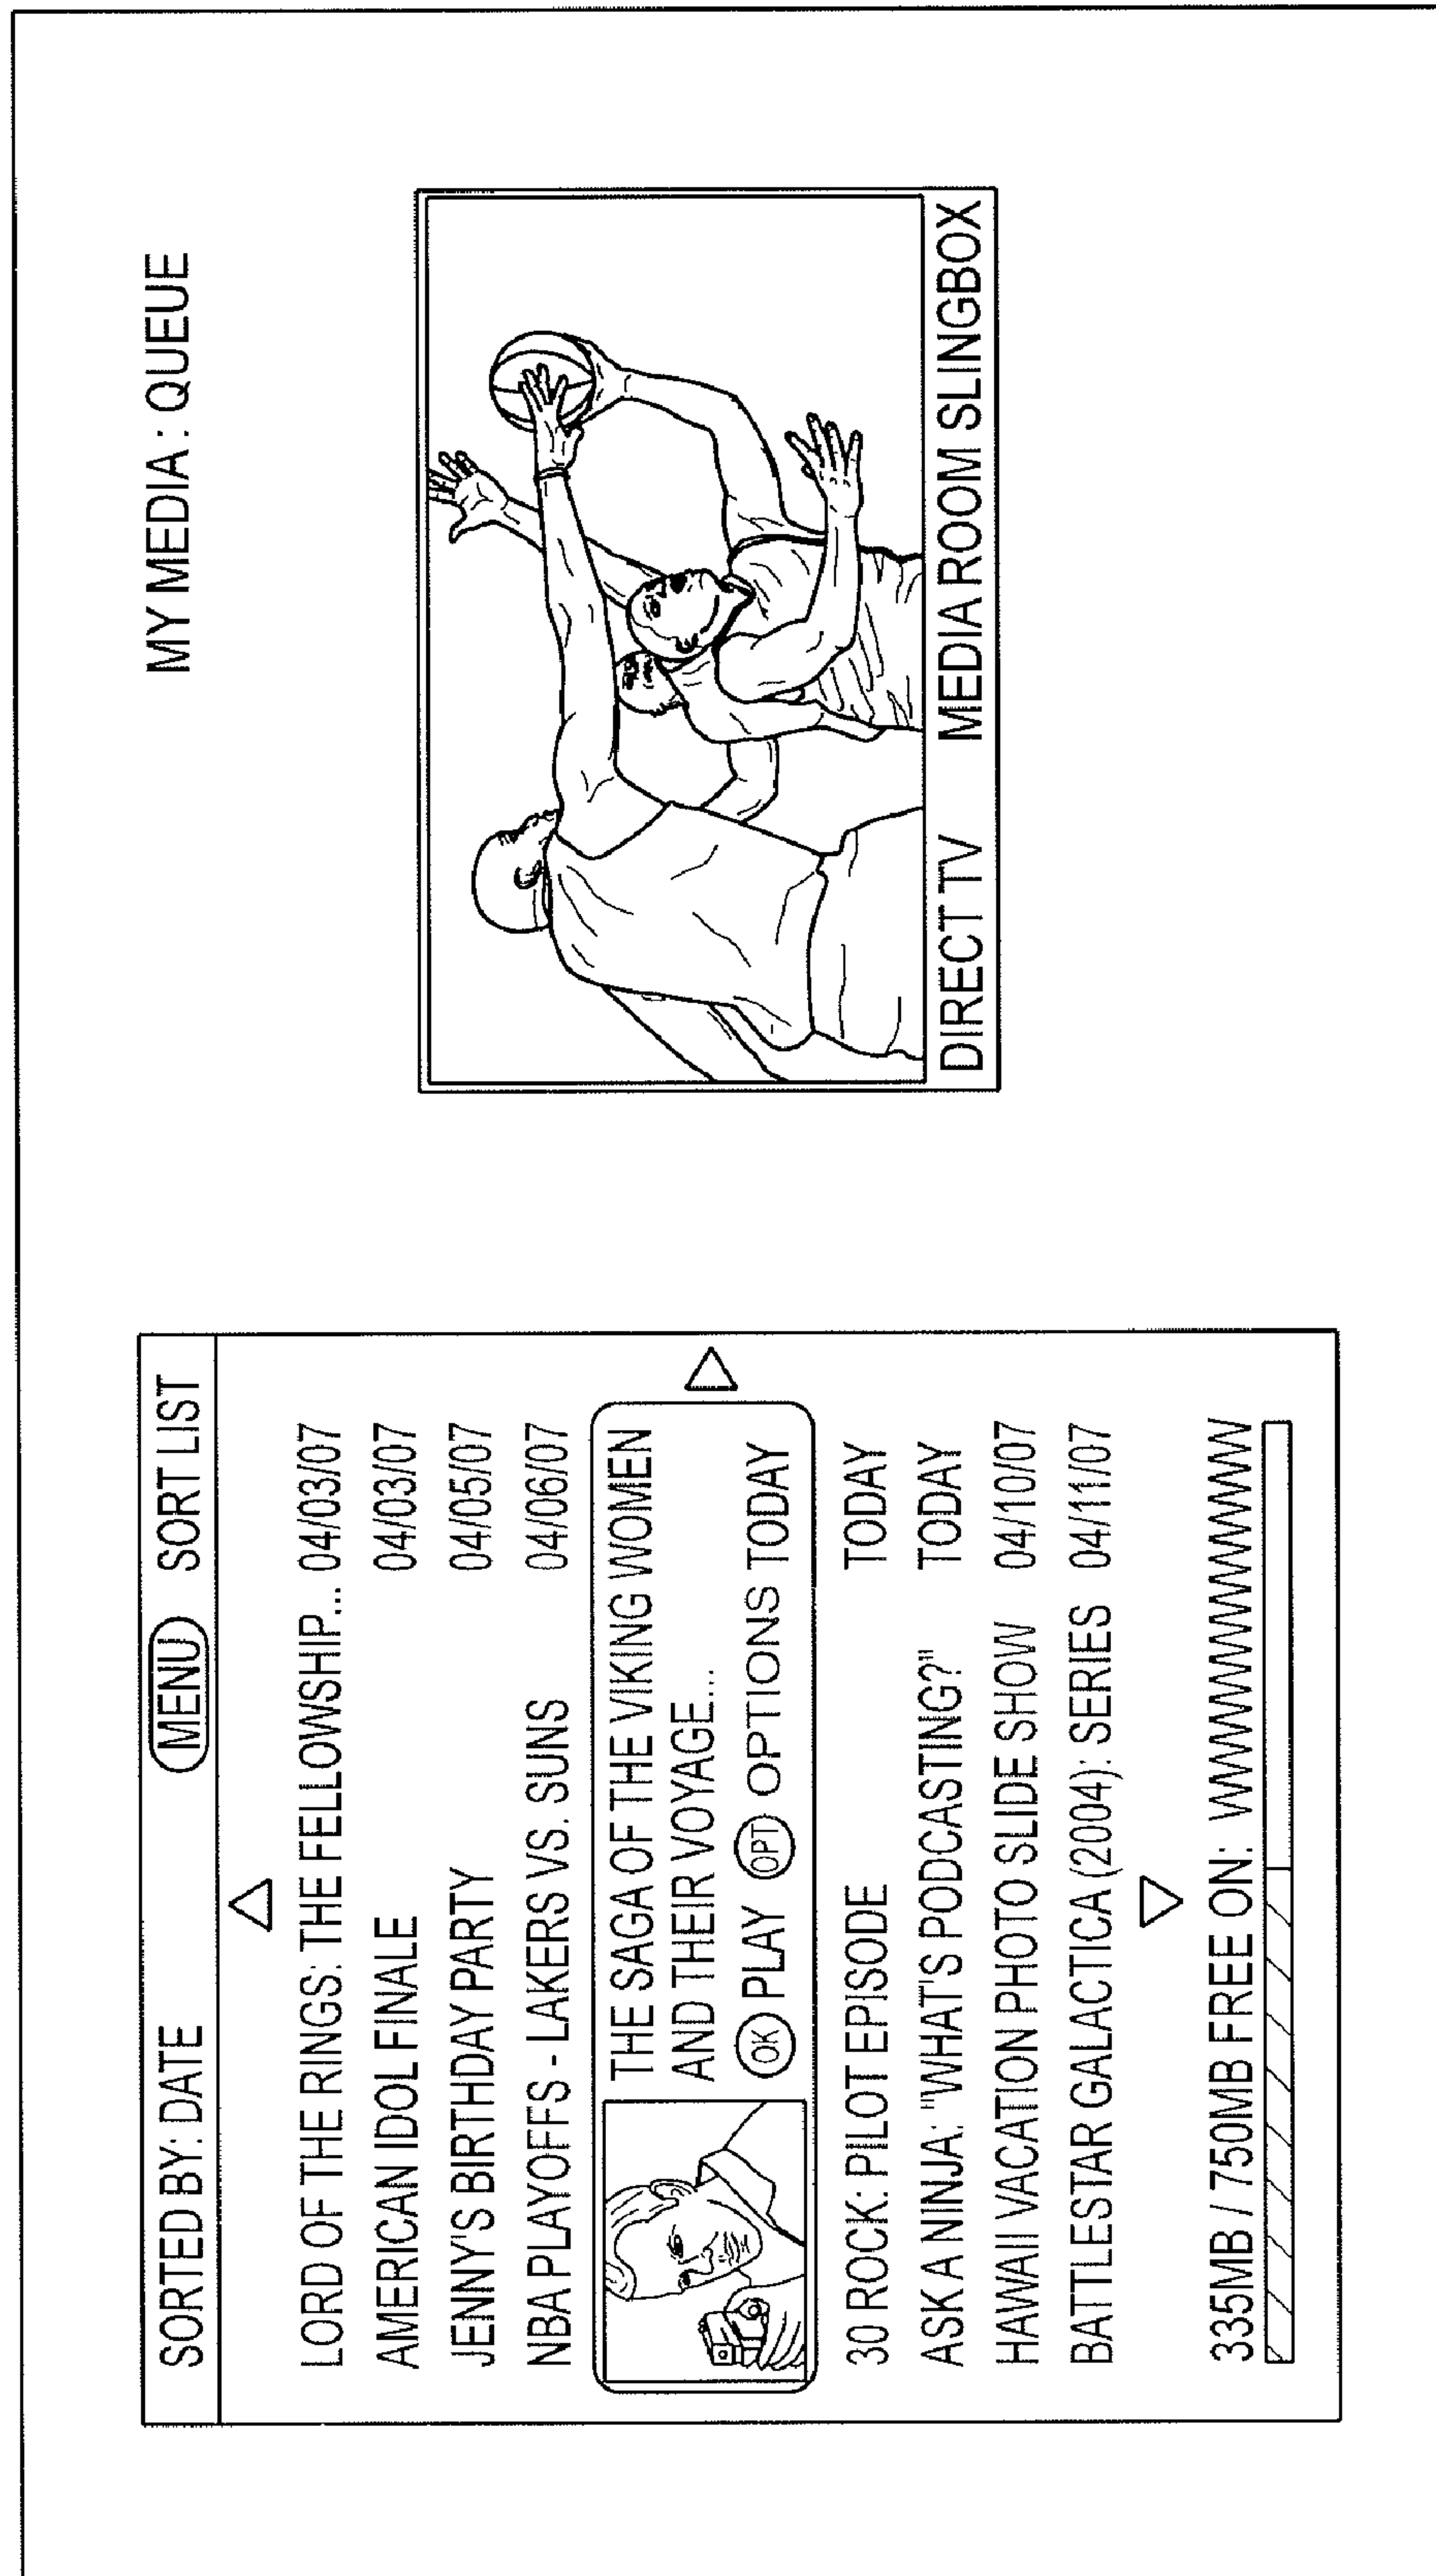 MY MEDIA : QUEUE
SORTED BY: DATE MENU SORT LIST
LORD OF THE RINGS: THE FELLOWSHIP... 04/03/07
AMERICAN IDOL FINALE 04/03/07
JENNY'S BIRTHDAY PARTY 04/05/07
NBA PLAYOFFS - LAKERS VS. SUNS 04/06/07
THE SAGA OF THE VIKING WOMEN
AND THEIR VOYAGE...
OK PLAY OPT OPTIONS TODAY
30 ROCK: PILOT EPISODE TODAY
ASK A NINJA: "WHAT'S PODCASTING?" TODAY
HAWAII VACATION PHOTO SLIDE SHOW 04/10/07
BATTLESTAR GALACTICA (2004): SERIES 04/11/07
335MB / 750MB FREE ON: WWWWWWWWWWWW
DIRECT TV MEDIA ROOM SLINGBOX